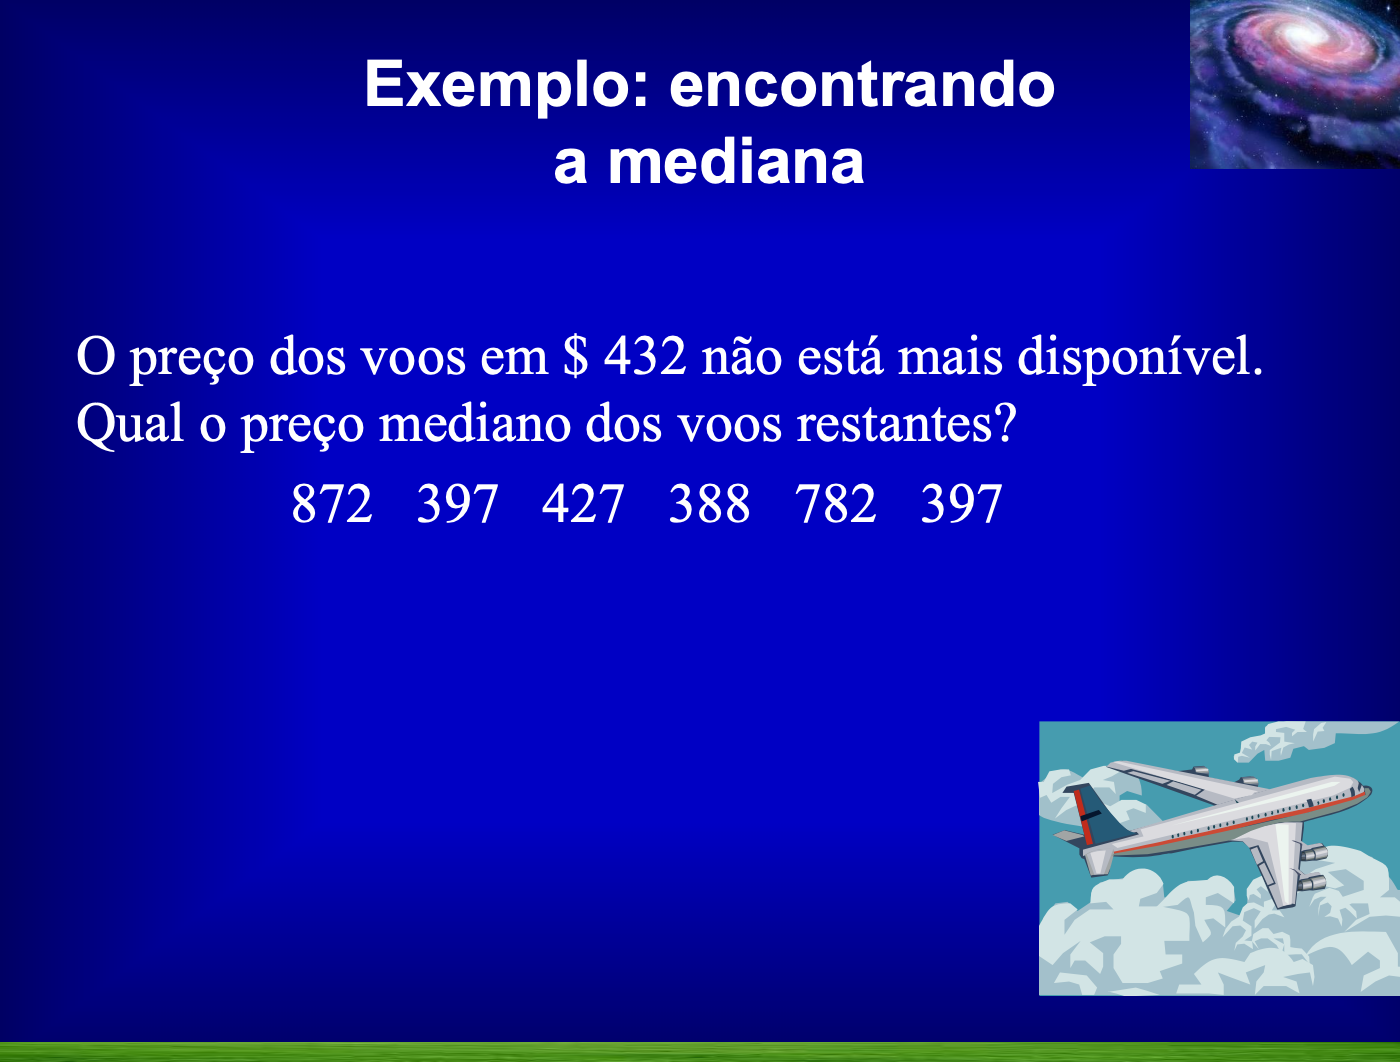 Exemplo: encontrando
a mediana
O preço dos voos em $ 432 não está mais disponível.
Qual o preço mediano dos voos restantes?
872 397 427 388 782 397